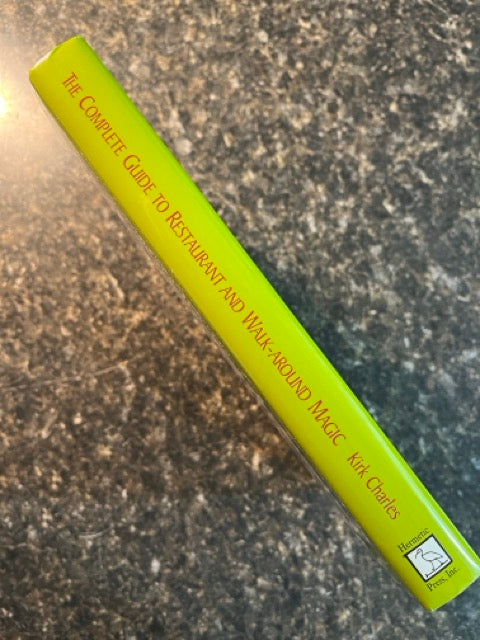 The Complete Guide to Restaurant and Walk-around Magic Kirk Charles
Hermetic
Press, Inc.